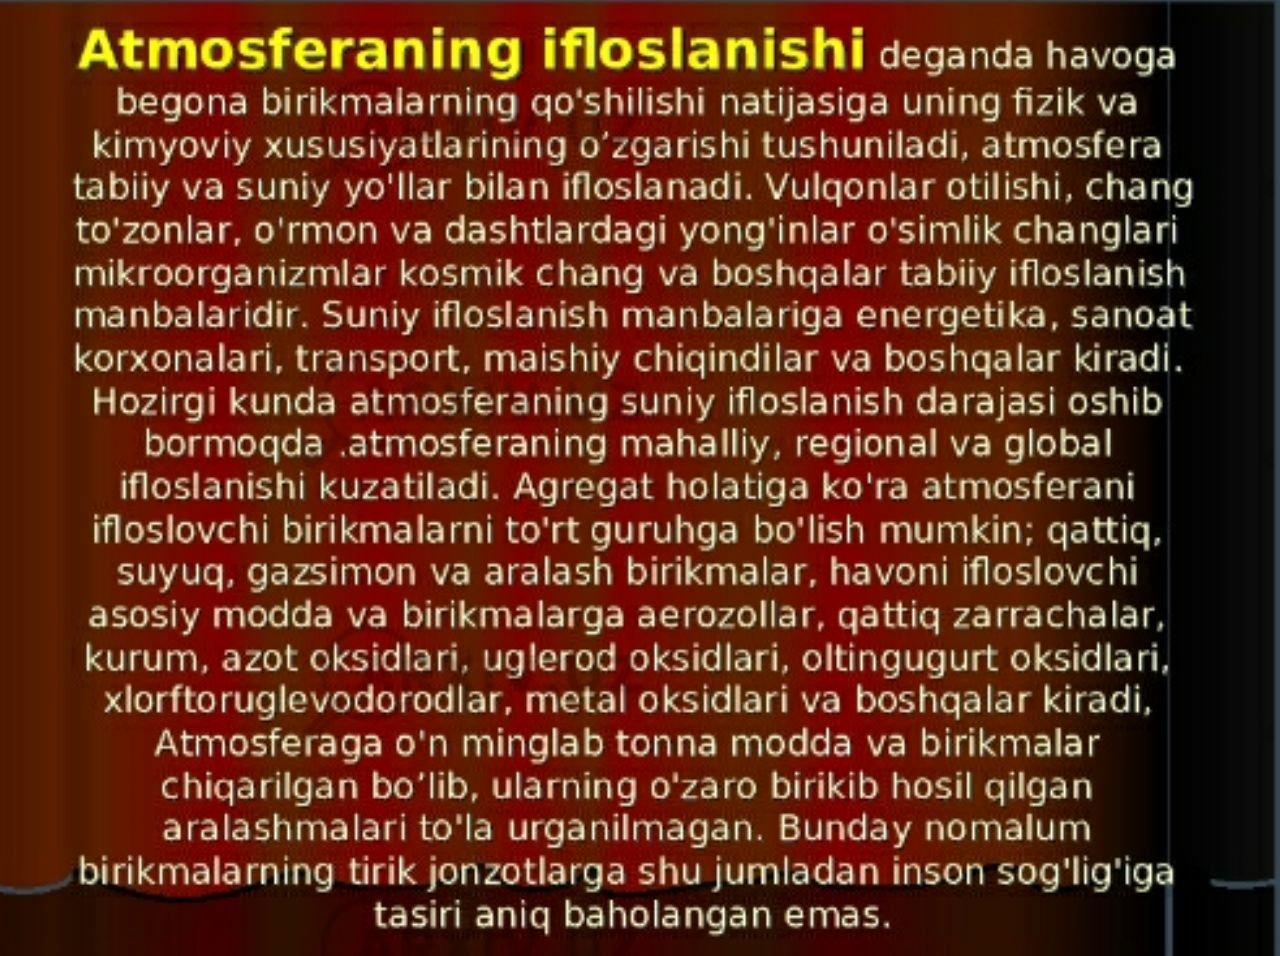 Atmosferaning ifloslanishi deganda havoga
begona birikmalarning qo'shilishi natijasiga uning fizik va
kimyoviy xususiyatlarining o’zgarishi tushuniladi, atmosfera
tabiiy va suniy yo'llar bilan ifloslanadi. Vulqonlar otilishi, chang
to'zonlar, o'rmon va dashtlardagi yong'inlar o'simlik changlari
mikroorganizmlar kosmik chang va boshqalar tabiiy ifloslanish
manbalaridir. Suniy ifloslanish manbalariga energetika, sanoat
korxonalari, transport, maishiy chiqindilar va boshqalar kiradi.
Hozirgi kunda atmosferaning suniy ifloslanish darajasi oshib
bormoqda .atmosferaning mahalliy, regional va global
ifloslanishi kuzatiladi. Agregat holatiga ko'ra atmosferani
ifloslovchi birikmalarni to'rt guruhga bo'lish mumkin; qattiq,
suyuq, gazsimon va aralash birikmalar, havoni ifloslovchi
asosiy modda va birikmalarga aerozollar, qattiq zarrachalar,
kurum, azot oksidlari, uglerod oksidlari, oltingugurt oksidlari,
xlorftoruglevodorodlar, metal oksidlari va boshqalar kiradi,
Atmosferaga o'n minglab tonna modda va birikmalar
chiqarilgan bo’lib, ularning o'zaro birikib hosil qilgan
aralashmalari to'la urganilmagan. Bunday nomalum
birikmalarning tirik jonzotlarga shu jumladan inson sog'lig'iga
tasiri aniq baholangan emas.